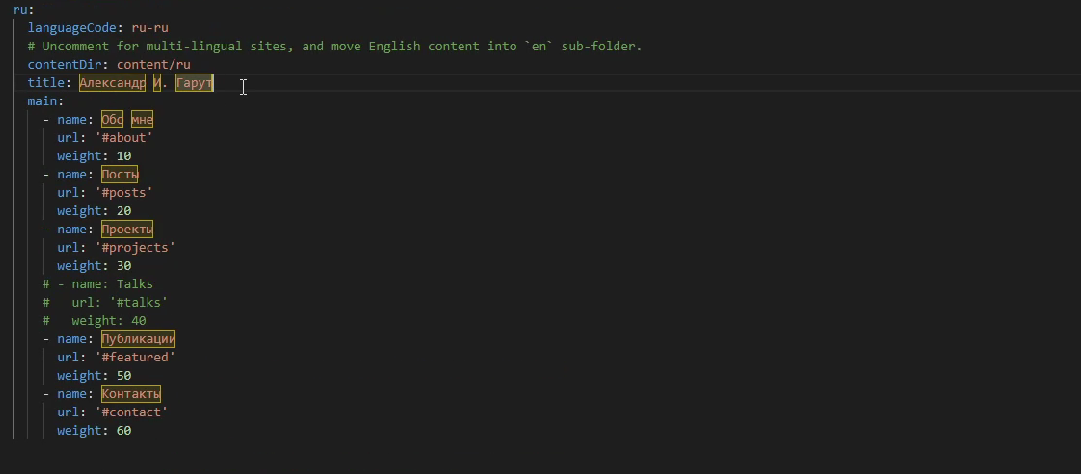 ru:
languageCode: ru-ru
# Uncomment for multi-lingual sites, and move English content into `en` sub-folder.
contentDir: content/ru
title: Александр И. Гарут
main:
- name: Обо мне
url: '#about'
weight: 10
- name: Посты
url: '#posts'
weight: 20
- name: Проекты
url: '#projects'
weight: 30
# - name: Talks
#   url: '#talks'
#   weight: 40
- name: Публикации
url: '#featured'
weight: 50
- name: Контакты
url: '#contact'
weight: 60